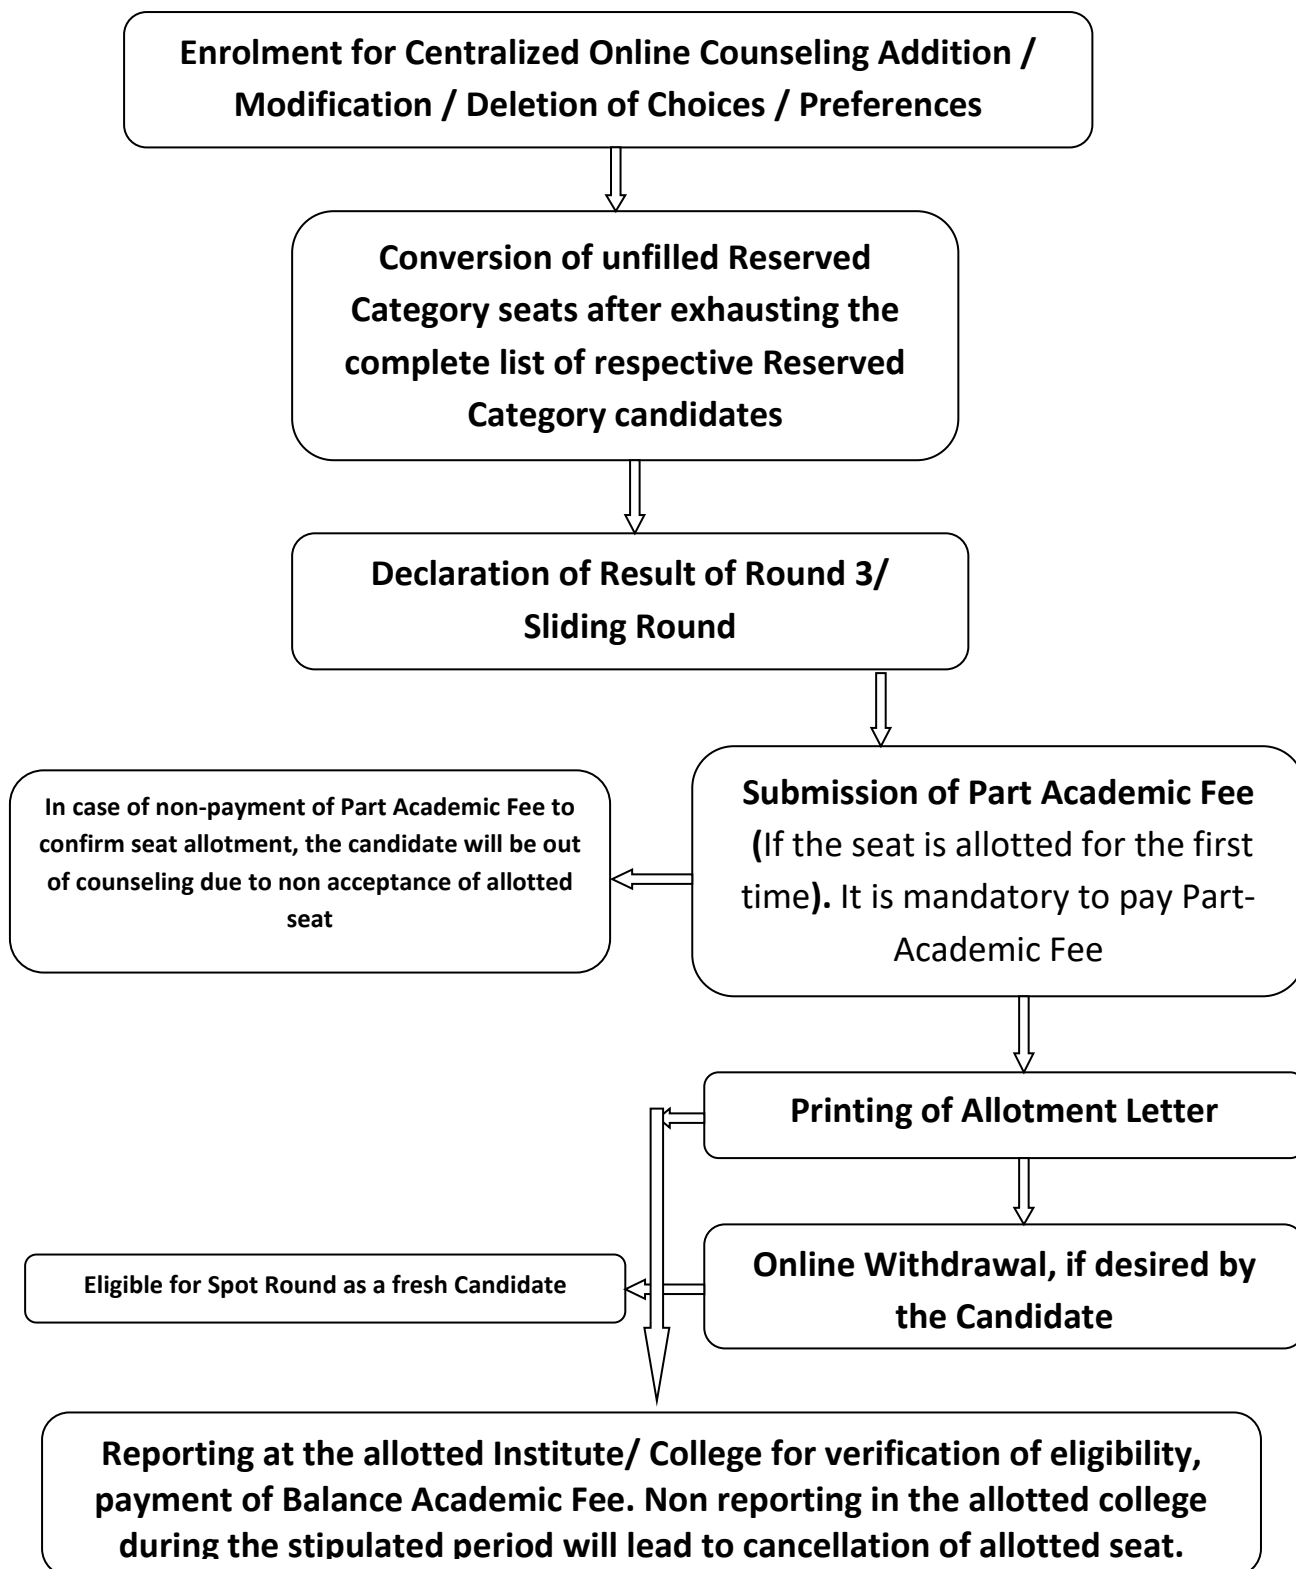 Enrolment for Centralized Online Counseling Addition /
Modification / Deletion of Choices / Preferences
Conversion of unfilled Reserved
Category seats after exhausting the
complete list of respective Reserved
Category candidates
Declaration of Result of Round 3/
Sliding Round
Submission of Part Academic Fee
(If the seat is allotted for the first
time). It is mandatory to pay Part-
Academic Fee
In case of non-payment of Part Academic Fee to
confirm seat allotment, the candidate will be out
of counseling due to non acceptance of allotted
seat
Printing of Allotment Letter
Online Withdrawal, if desired by
the Candidate
Eligible for Spot Round as a fresh Candidate
Reporting at the allotted Institute/ College for verification of eligibility,
payment of Balance Academic Fee. Non reporting in the allotted college
during the stipulated period will lead to cancellation of allotted seat.